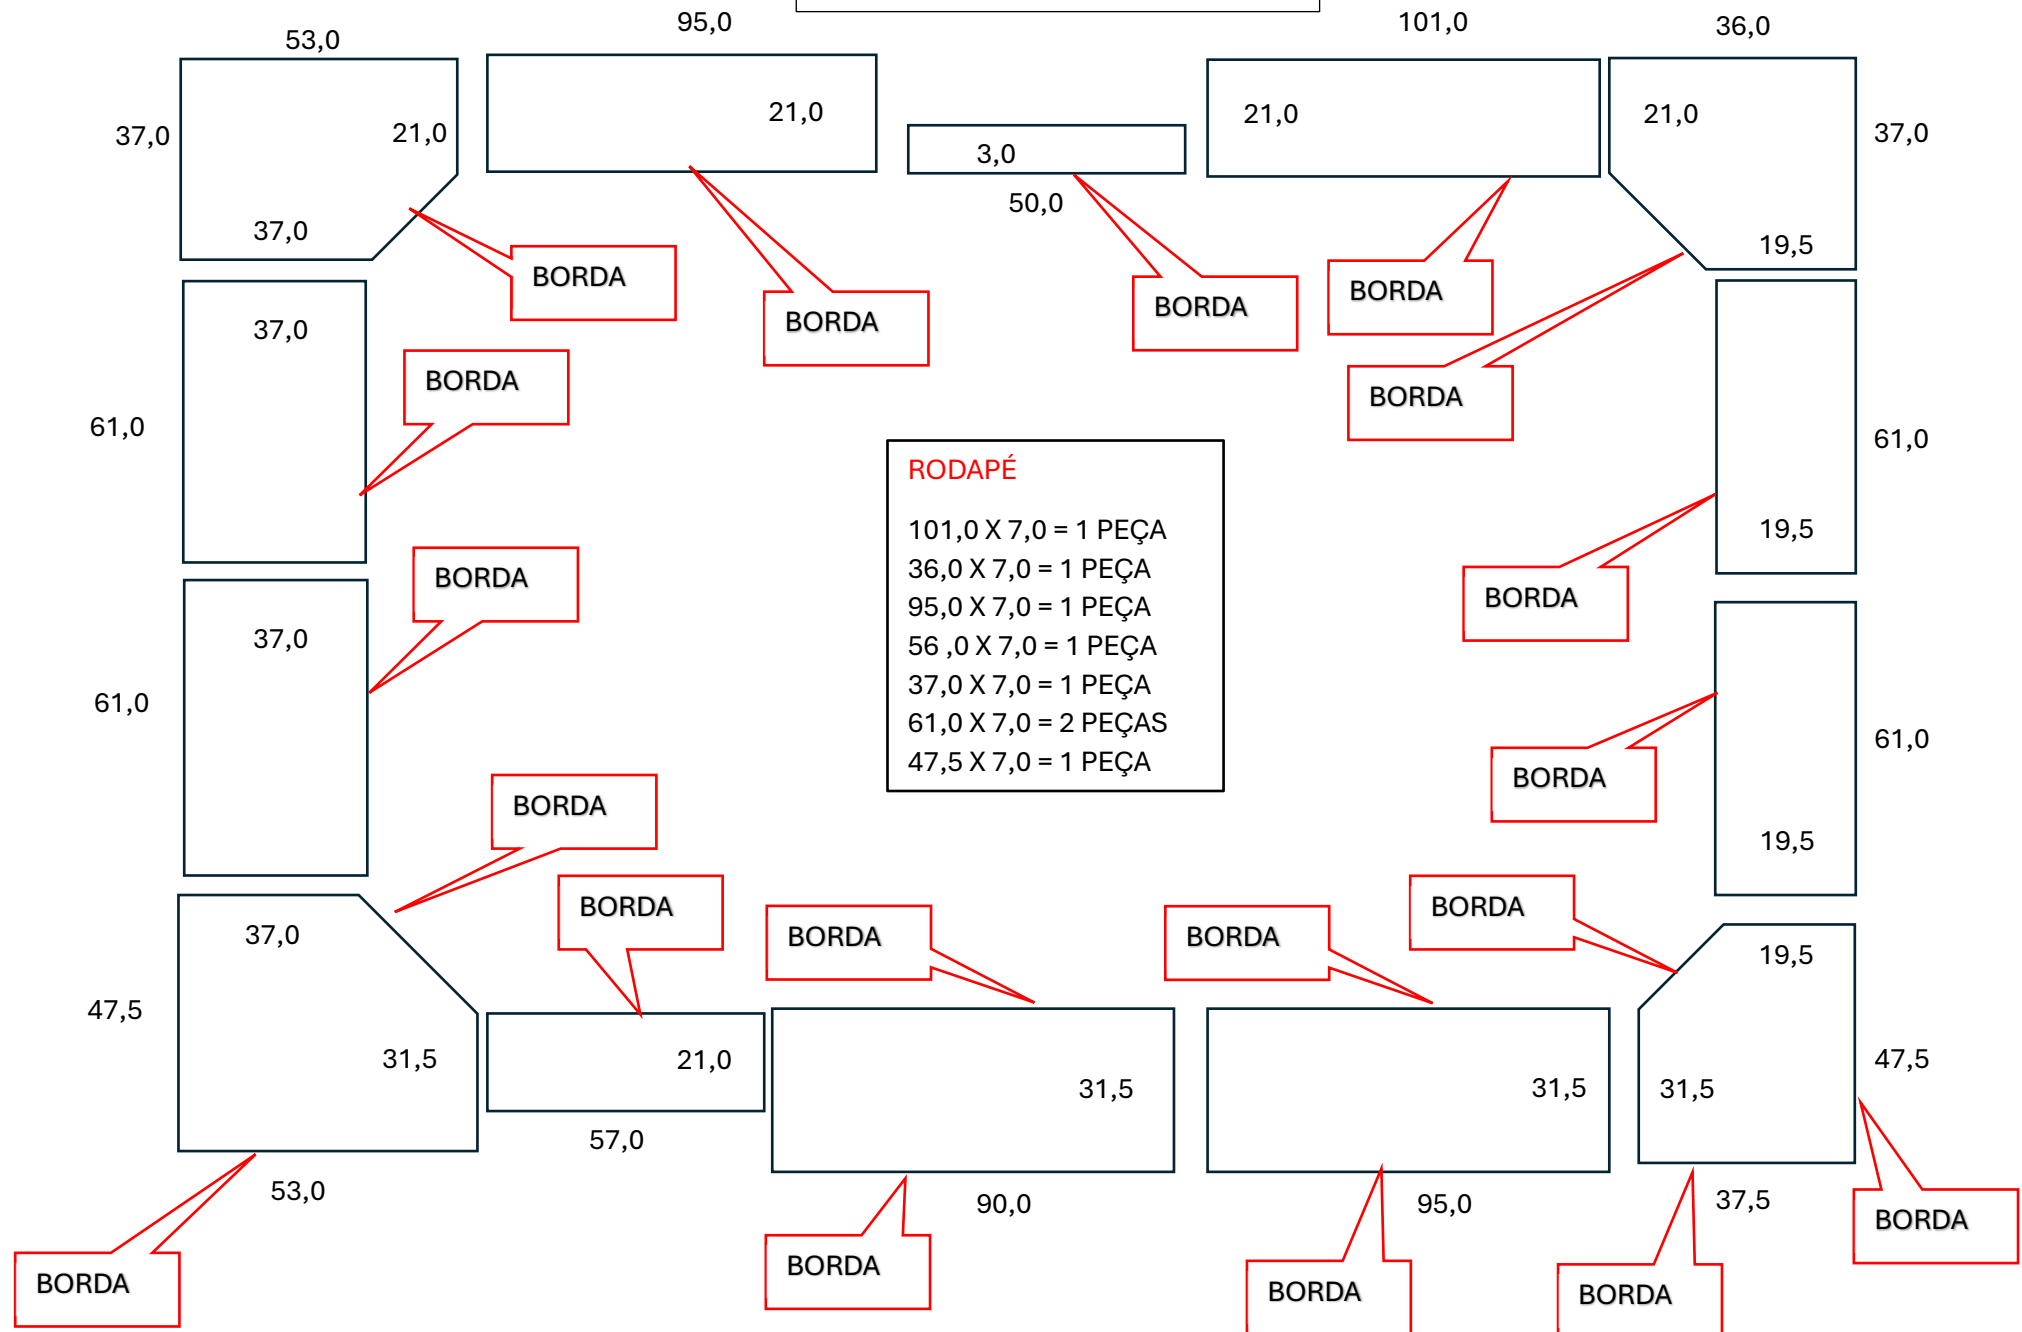 95,0
101,0
36,0
53,0
21,0
21,0
21,0
37,0
21,0
37,0
3,0
50,0
37,0
19,5
BORDA
BORDA
BORDA
BORDA
BORDA
37,0
BORDA
61,0
61,0
RODAPÉ
101,0 X 7,0 = 1 PEÇA
36,0 X 7,0 = 1 PEÇA
95,0 X 7,0 = 1 PEÇA
56 ,0 X 7,0 = 1 PEÇA
37,0 X 7,0 = 1 PEÇA
61,0 X 7,0 = 2 PEÇAS
47,5 X 7,0 = 1 PEÇA
19,5
BORDA
BORDA
37,0
61,0
61,0
BORDA
19,5
BORDA
BORDA
BORDA
BORDA
BORDA
37,0
19,5
47,5
31,5
21,0
31,5
31,5
31,5
47,5
57,0
53,0
90,0
95,0
37,5
BORDA
BORDA
BORDA
BORDA
BORDA